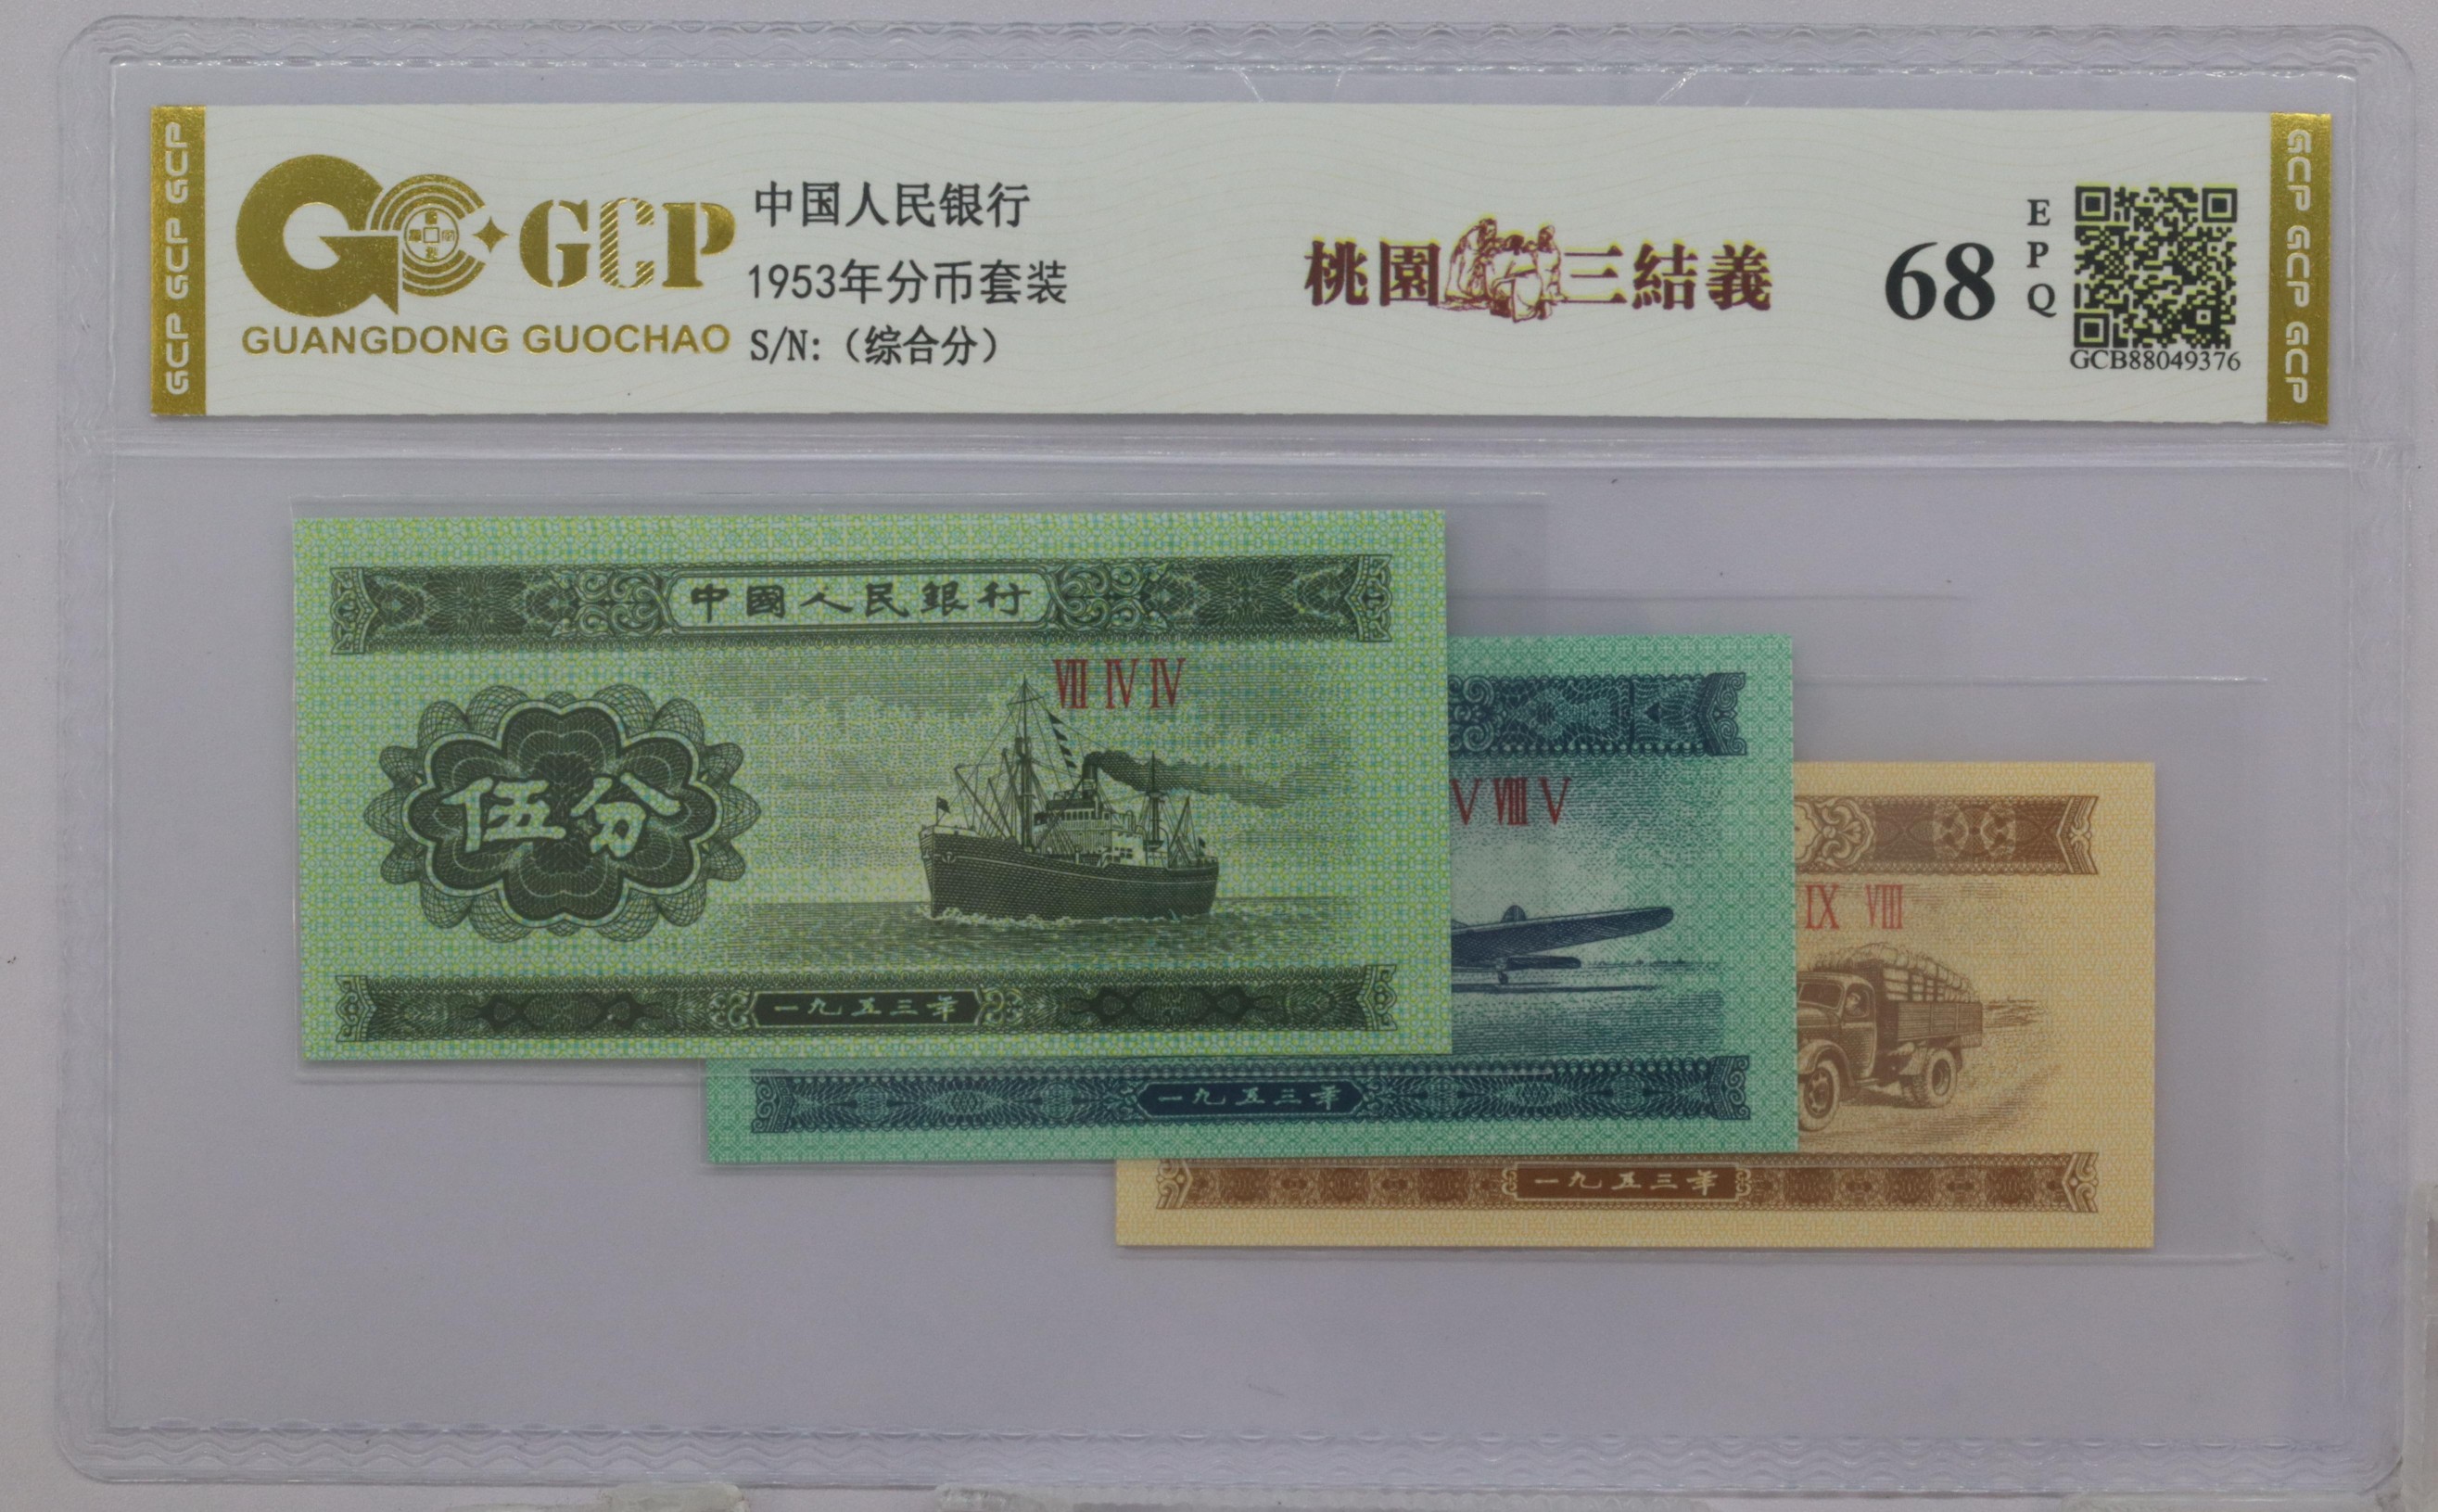 GCP GCP GCP
GCP
GUANGDONG GUOCHAO
中国人民银行
1953年分币套装
S/N:（综合分）
桃園三結義
68
EPQ
GCB88049376
GCP GCP GCP
中國人民銀行
VII IV IV
伍分
一九五三年
V VIII V
一九五三年
IX VIII
一九五三年